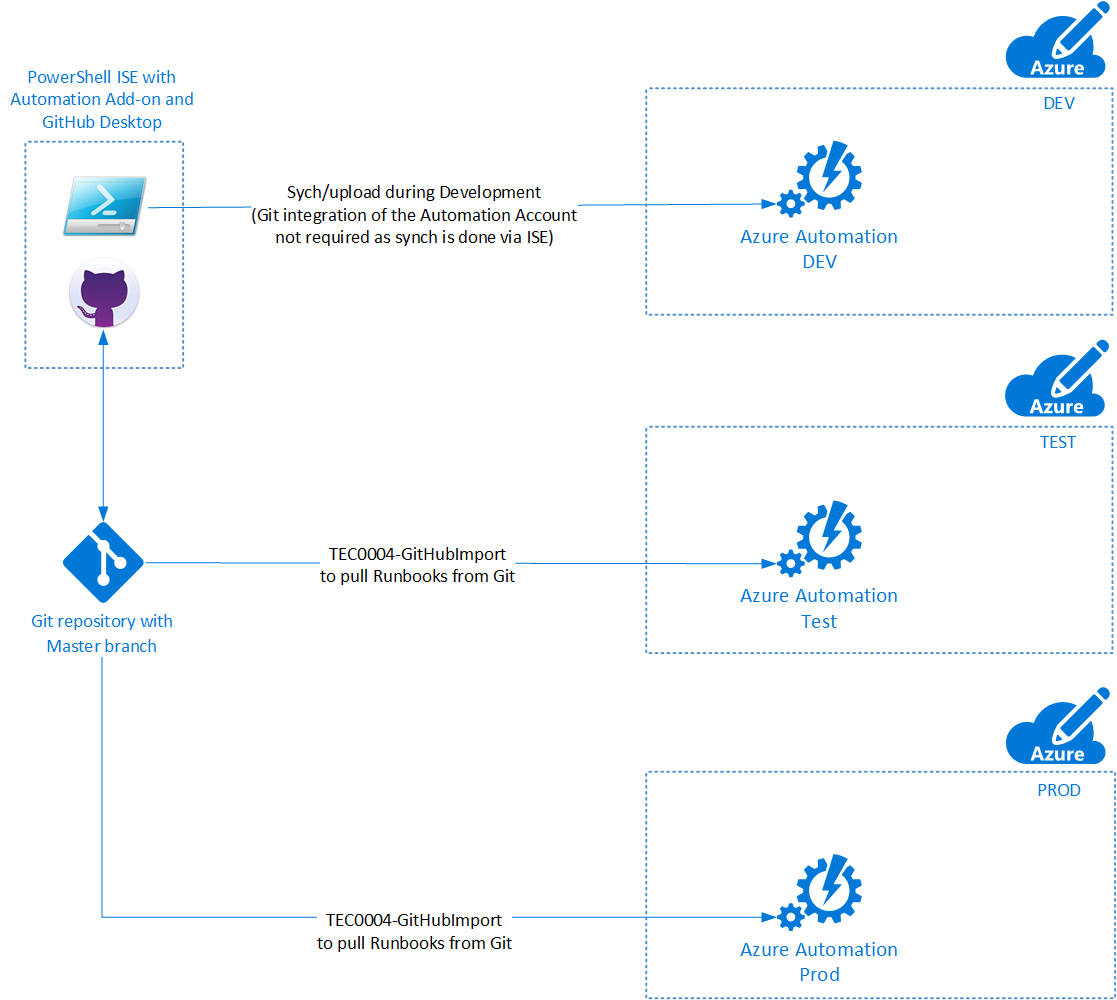 Azure
DEV
PowerShell ISE with
Automation Add-on and
GitHub Desktop
Sych/upload during Development
(Git integration of the Automation Account
not required as synch is done via ISE)
Azure Automation
DEV
Azure
TEST
TEC0004-GitHubImport
to pull Runbooks from Git
Azure Automation
Test
Git repository with
Master branch
Azure
PROD
TEC0004-GitHubImport
to pull Runbooks from Git
Azure Automation
Prod